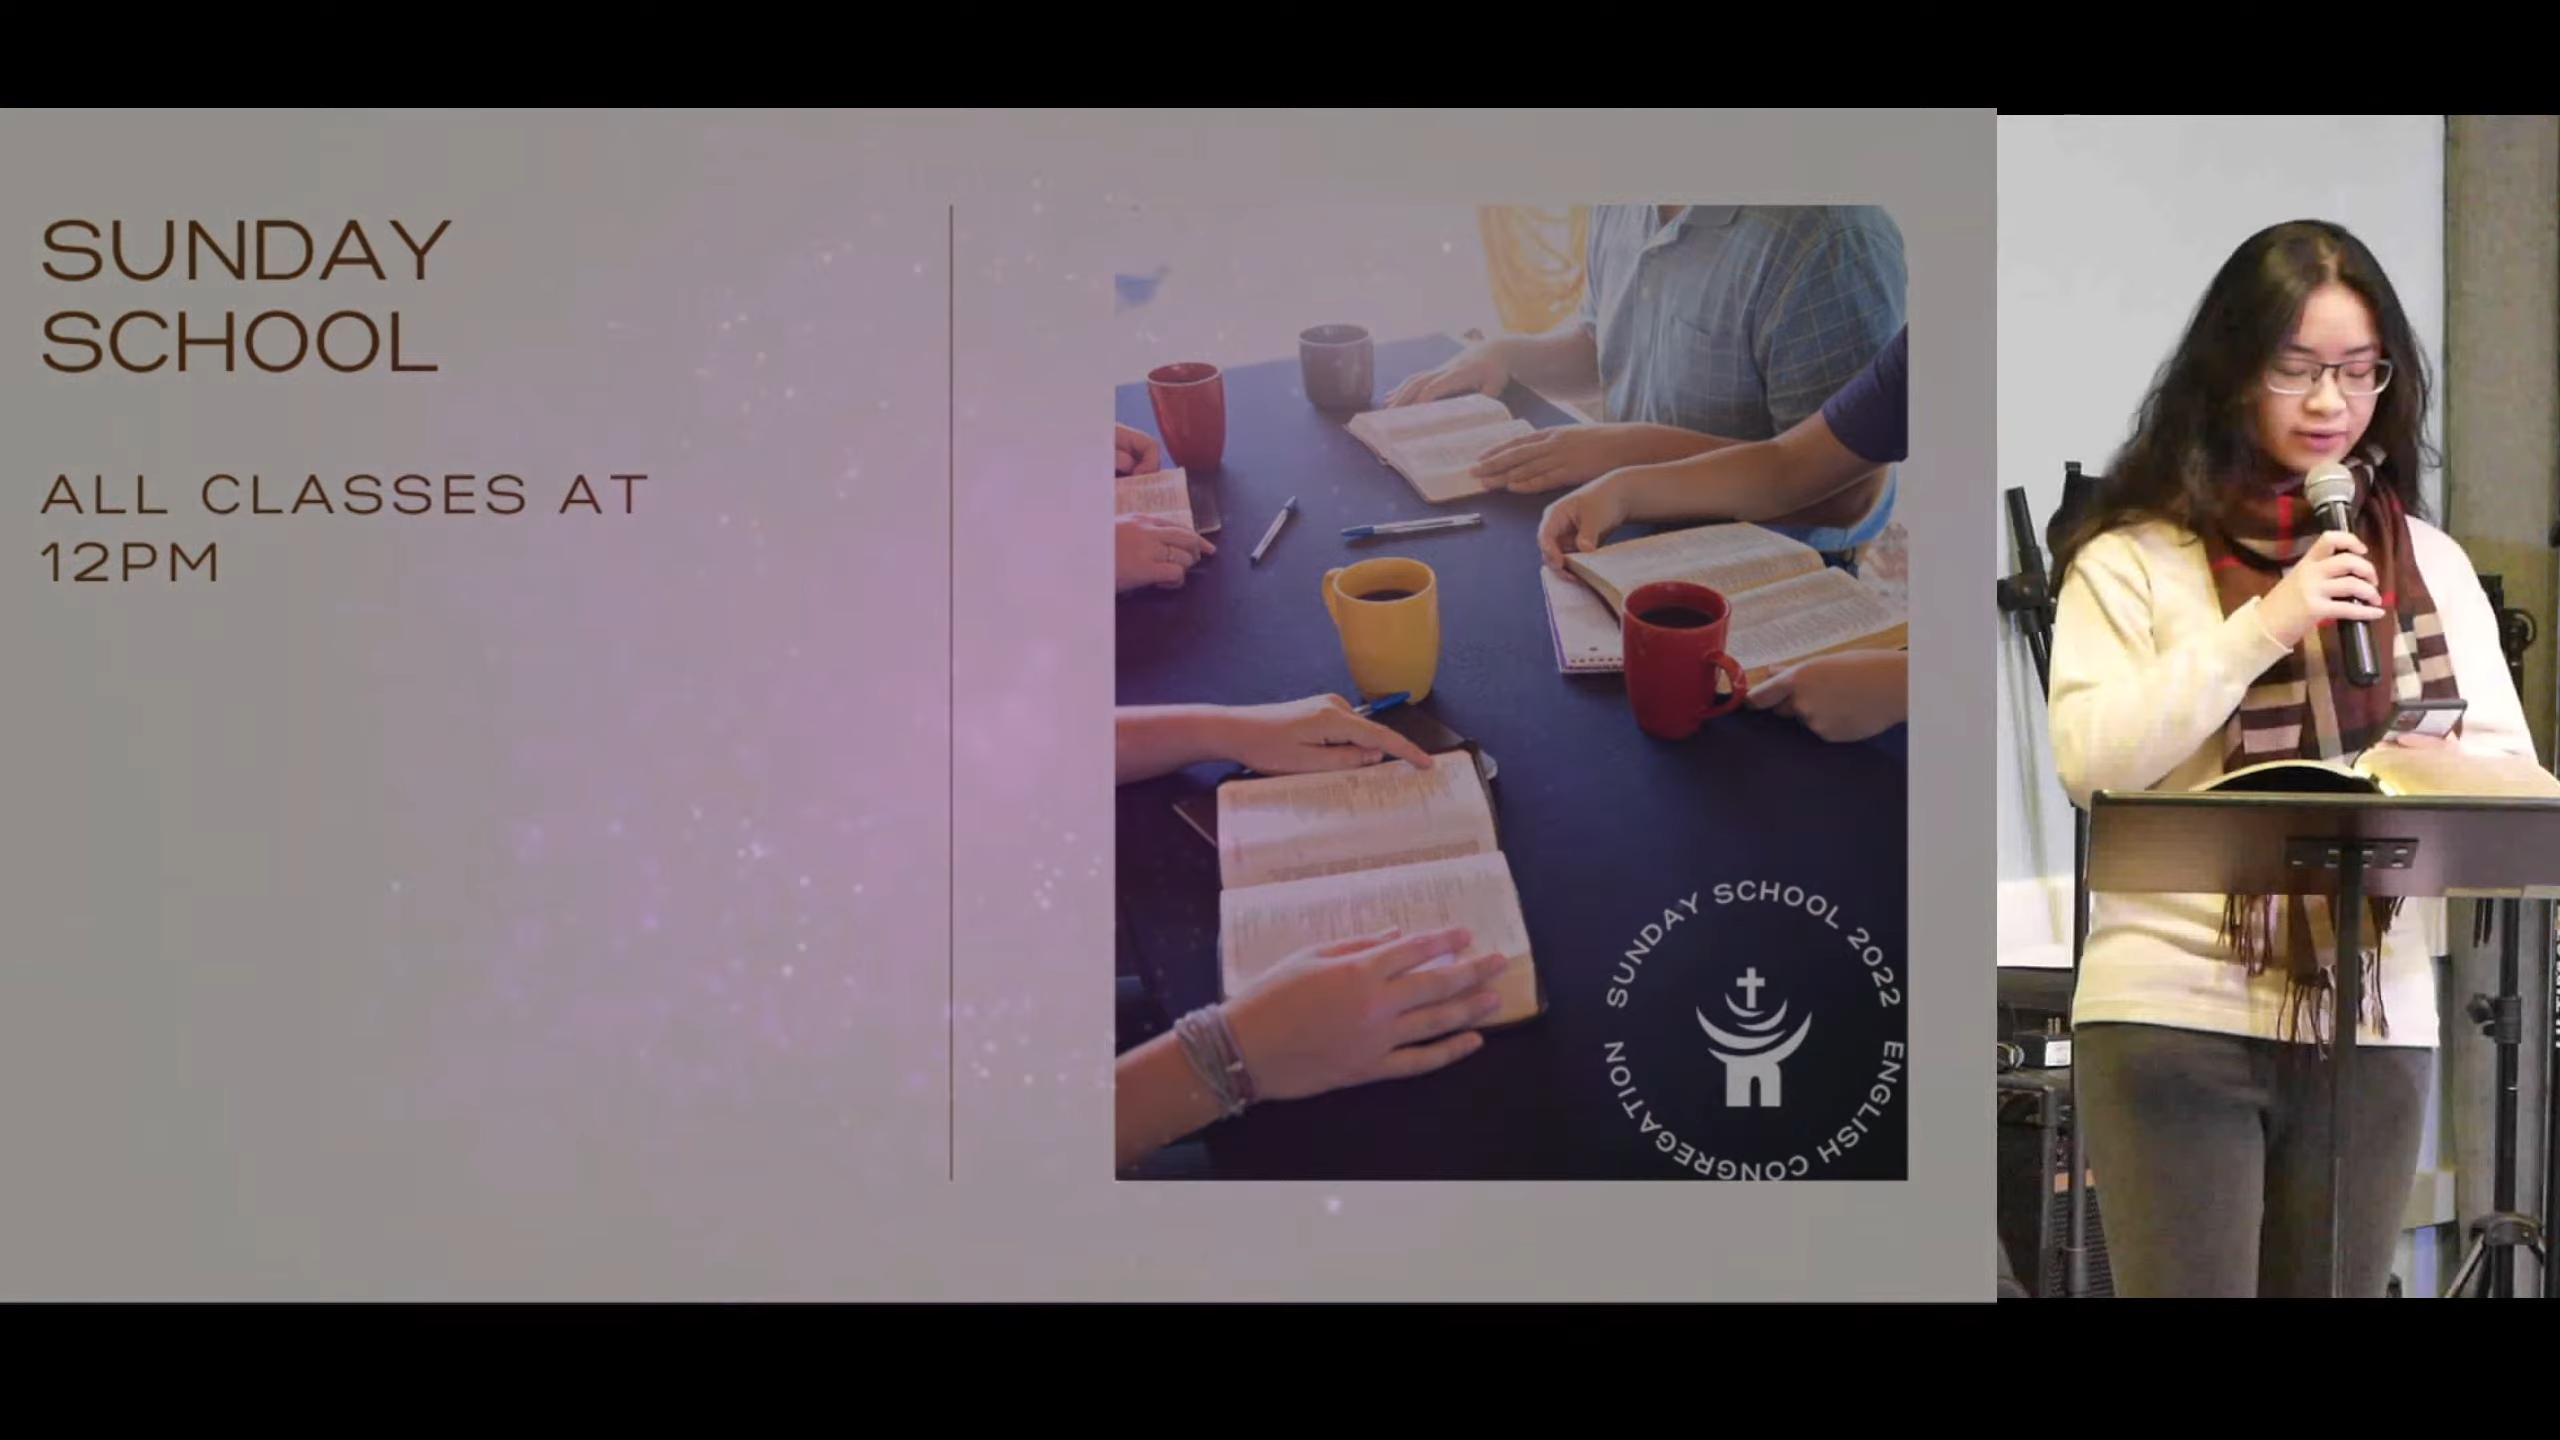 SUNDAY
SCHOOL
ALL CLASSES AT
12PM
SUNDAY SCHOOL 2022
ENGLISH CONGREGATION